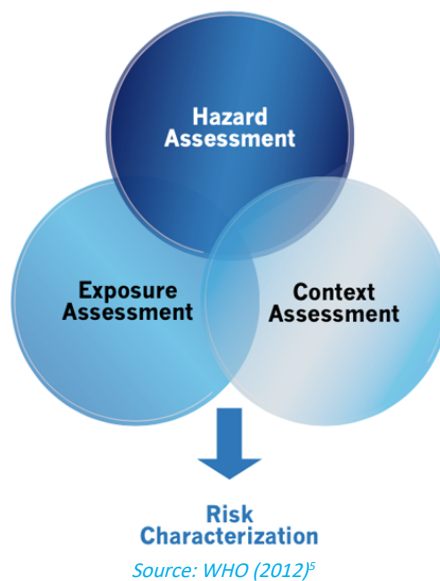 Hazard
Assessment
Exposure
Assessment
Context
Assessment
Risk
Characterization
Source: WHO (2012)⁵